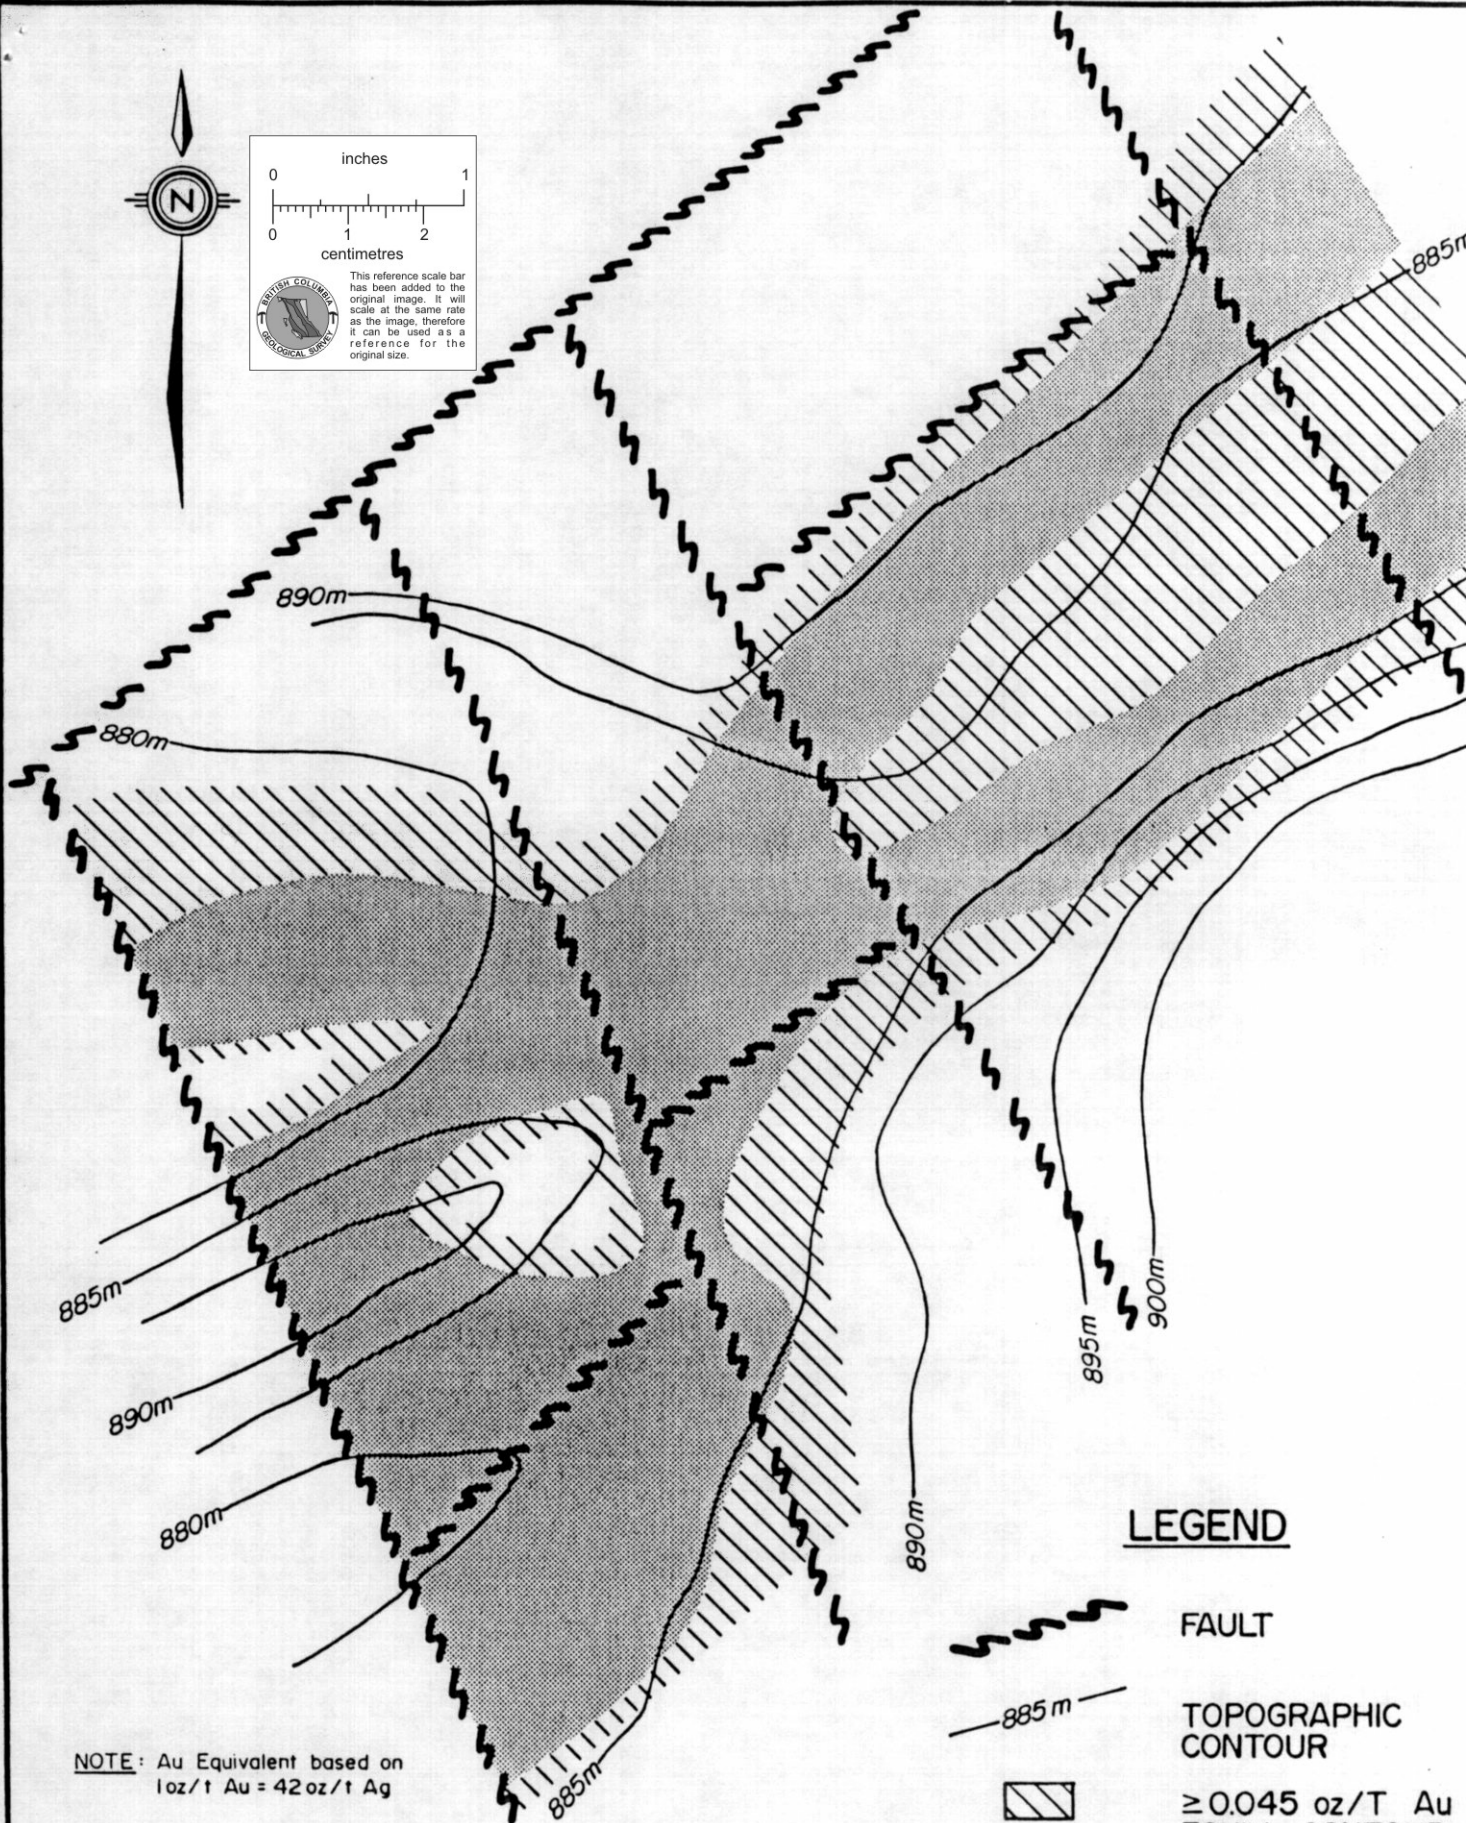 inches
0 1
0 1 2
centimetres
BRITISH COLUMBIA
GEOLOGICAL SURVEY
This reference scale bar
has been added to the
original image. It will
scale at the same rate
as the image, therefore
it can be used as a
reference for the
original size.
N
885m
890m
880m
885m
890m
880m
900m
895m
890m
885m
LEGEND
FAULT
885m
TOPOGRAPHIC
CONTOUR
≥0.045 oz/T Au
NOTE: Au Equivalent based on
1oz/t Au = 42oz/t Ag